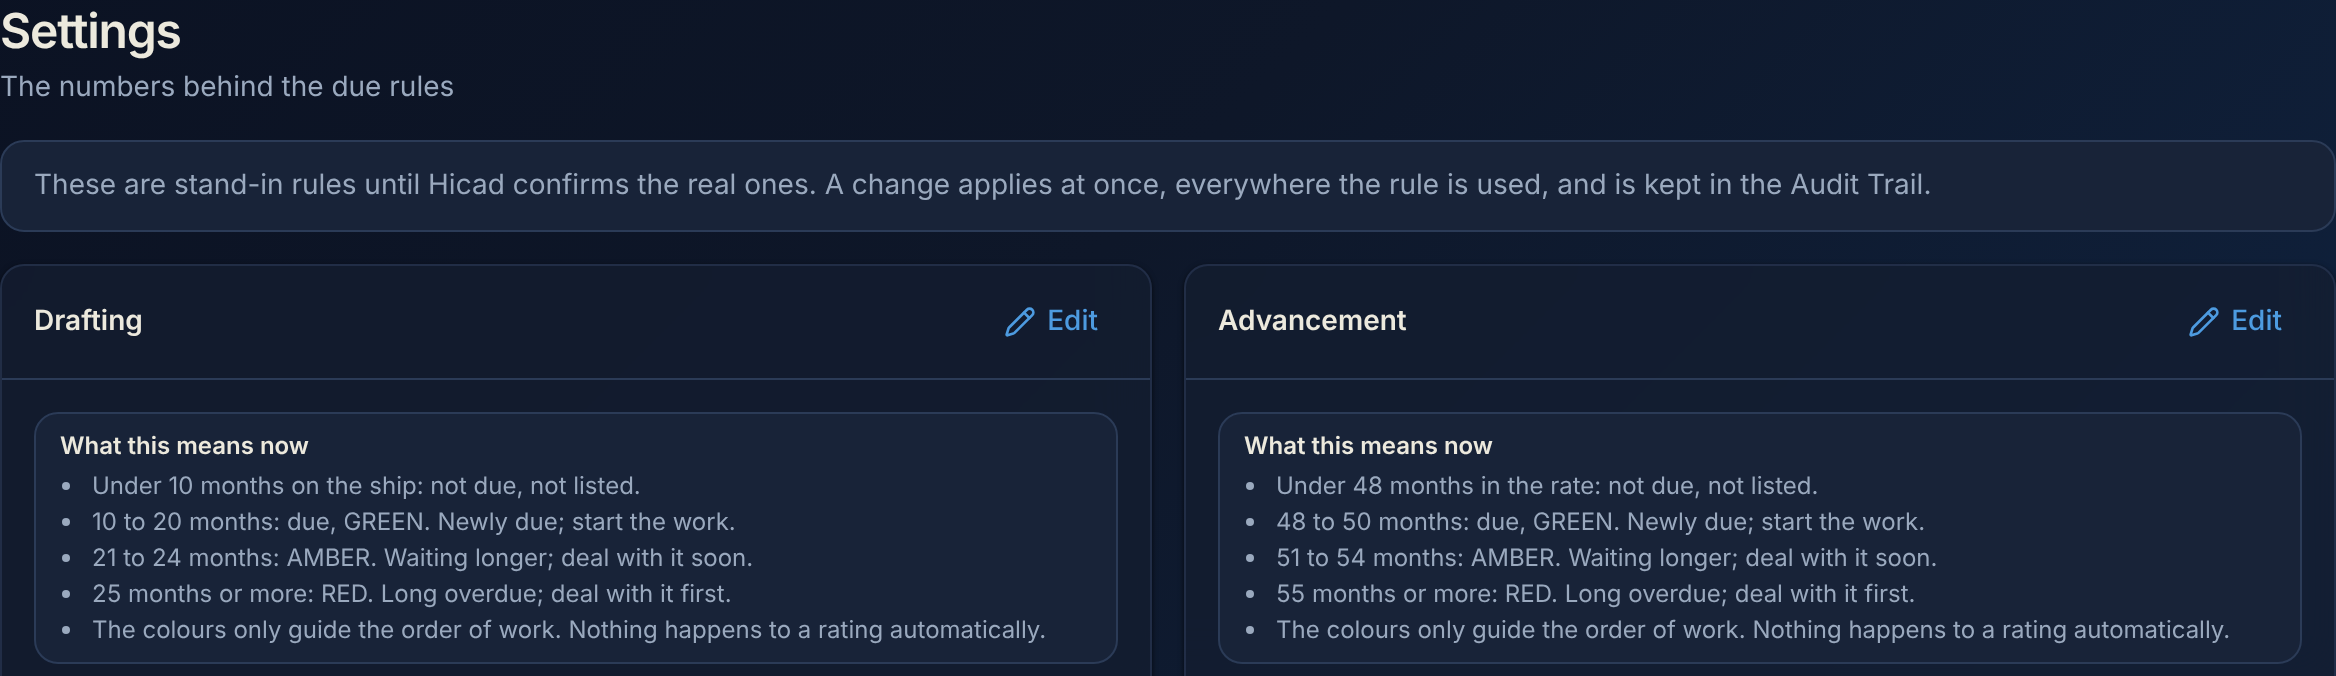 Settings
The numbers behind the due rules
These are stand-in rules until Hicad confirms the real ones. A change applies at once, everywhere the rule is used, and is kept in the Audit Trail.
Drafting
Edit
What this means now
• Under 10 months on the ship: not due, not listed.
• 10 to 20 months: due, GREEN. Newly due; start the work.
• 21 to 24 months: AMBER. Waiting longer; deal with it soon.
• 25 months or more: RED. Long overdue; deal with it first.
• The colours only guide the order of work. Nothing happens to a rating automatically.
Advancement
Edit
What this means now
• Under 48 months in the rate: not due, not listed.
• 48 to 50 months: due, GREEN. Newly due; start the work.
• 51 to 54 months: AMBER. Waiting longer; deal with it soon.
• 55 months or more: RED. Long overdue; deal with it first.
• The colours only guide the order of work. Nothing happens to a rating automatically.